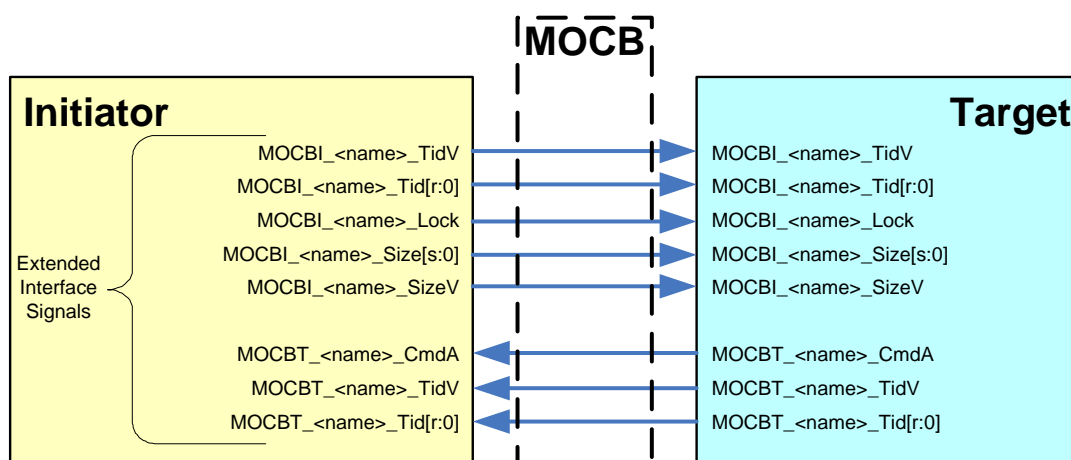 MOCB
Initiator
Target
MOCBI_<name>_TidV
MOCBI_<name>_TidV
MOCBI_<name>_Tid[r:0]
MOCBI_<name>_Tid[r:0]
MOCBI_<name>_Lock
MOCBI_<name>_Lock
MOCBI_<name>_Size[s:0]
MOCBI_<name>_Size[s:0]
MOCBI_<name>_SizeV
MOCBI_<name>_SizeV
Extended
Interface
Signals
MOCBT_<name>_CmdA
MOCBT_<name>_CmdA
MOCBT_<name>_TidV
MOCBT_<name>_TidV
MOCBT_<name>_Tid[r:0]
MOCBT_<name>_Tid[r:0]